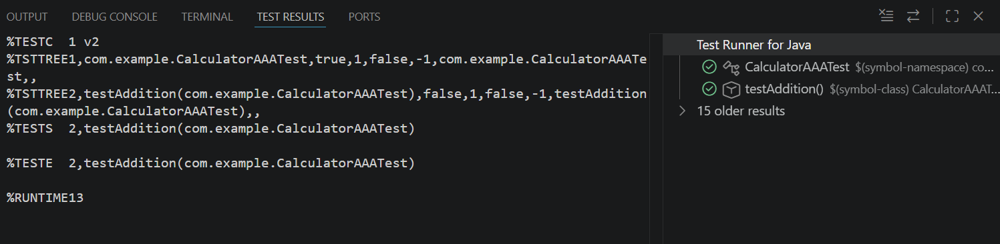 OUTPUT DEBUG CONSOLE TERMINAL TEST RESULTS PORTS
%TESTC  1 v2
%TSTTREE1,com.example.CalculatorAAATest,true,1,false,-1,com.example.CalculatorAAATe
st,,
%TSTTREE2,testAddition(com.example.CalculatorAAATest),false,1,false,-1,testAddition
(com.example.CalculatorAAATest),,
%TESTS  2,testAddition(com.example.CalculatorAAATest)
%TESTE  2,testAddition(com.example.CalculatorAAATest)
%RUNTIME13
Test Runner for Java
CalculatorAAATest $(symbol-namespace) co...
testAddition() $(symbol-class) CalculatorAAAT...
15 older results